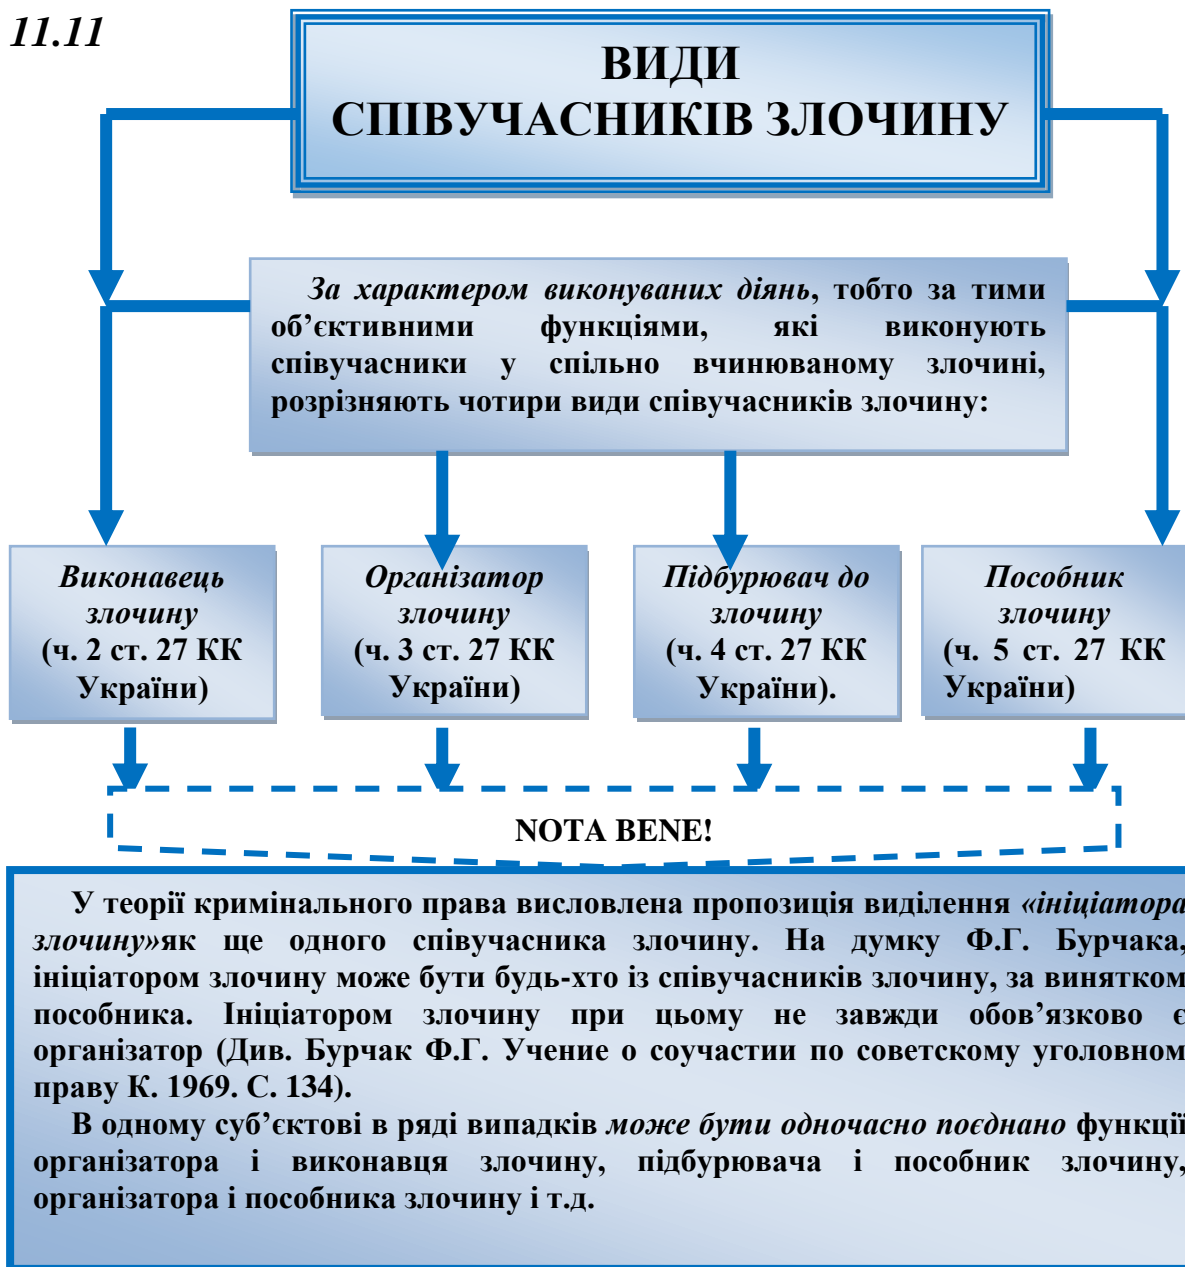 11.11
ВИДИ
СПІВУЧАСНИКІВ ЗЛОЧИНУ
За характером виконуваних діянь, тобто за тими
об’єктивними функціями, які виконують
співучасники у спільно вчинюваному злочині,
розрізняють чотири види співучасників злочину:
Виконавець
злочину
(ч. 2 ст. 27 КК
України)
Організатор
злочину
(ч. 3 ст. 27 КК
України)
Підбурювач до
злочину
(ч. 4 ст. 27 КК
України).
Пособник
злочину
(ч. 5 ст. 27 КК
України)
NOTA BENE!
У теорії кримінального права висловлена пропозиція виділення «ініціатора
злочину»як ще одного співучасника злочину. На думку Ф.Г. Бурчака,
ініціатором злочину може бути будь-хто із співучасників злочину, за винятком
пособника. Ініціатором злочину при цьому не завжди обов’язково є
організатор (Див. Бурчак Ф.Г. Учение о соучастии по советскому уголовном
праву К. 1969. С. 134).
В одному суб’єктові в ряді випадків може бути одночасно поєднано функції
організатора і виконавця злочину, підбурювача і пособник злочину,
організатора і пособника злочину і т.д.